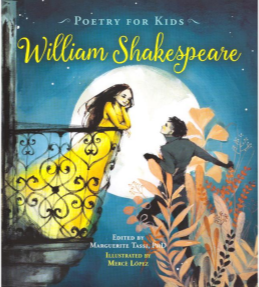 POETRY FOR KIDS
William Shakespeare
EDITED BY
MARGUERITE TASSI, PHD
ILLUSTRATED BY
MERCÈ LÓPEZ